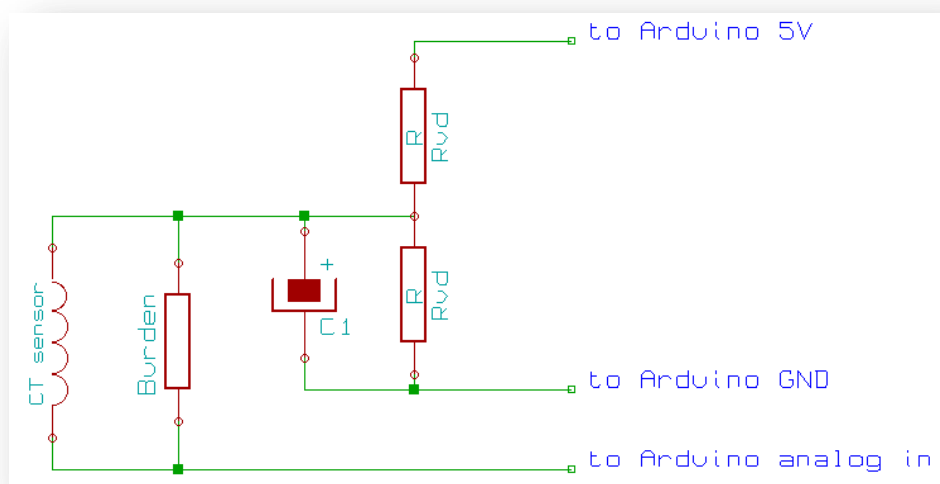 to Arduino 5V
R
Rvd
+
CT sensor
Burden
C1
R
Rvd
to Arduino GND
to Arduino analog in